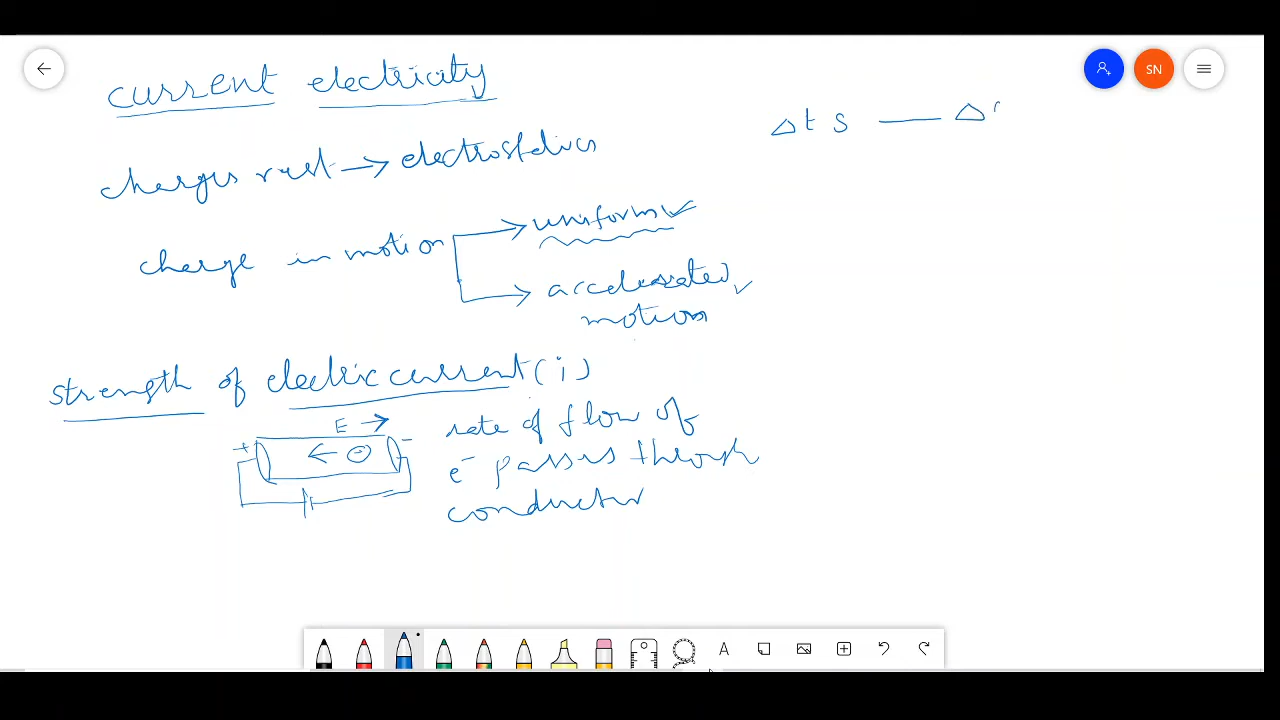 current electricity
charges rest → electrostatics
charge in motion → uniform ✓
→ accelerated ✓
motion
strength of electric current (i)
E →
+ ← ⊖ -
rate of flow of
e⁻ passes through
conductor
Δt s — Δ
SN
A